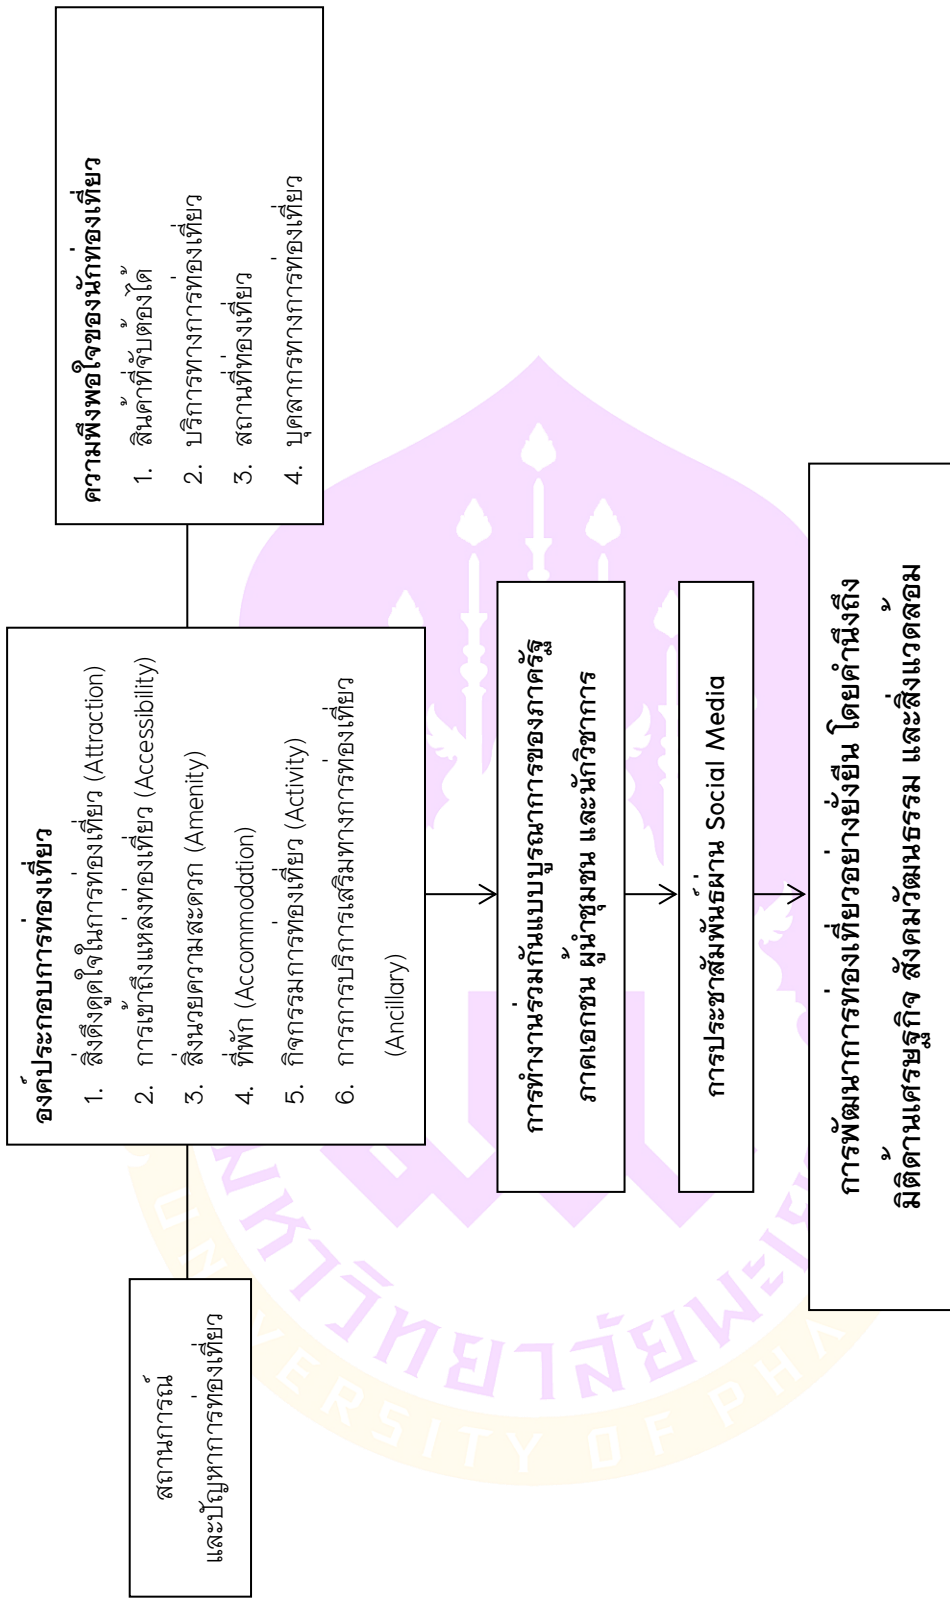 สถานการณ์
และปัญหาการท่องเที่ยว
องค์ประกอบการท่องเที่ยว
1. สิ่งดึงดูดใจในการท่องเที่ยว (Attraction)
2. การเข้าถึงแหล่งท่องเที่ยว (Accessibility)
3. สิ่งนวยความสะดวก (Amenity)
4. ที่พัก (Accommodation)
5. กิจกรรมการท่องเที่ยว (Activity)
6. การการบริการเสริมทางการท่องเที่ยว
(Ancillary)
ความพึงพอใจของนักท่องเที่ยว
1. สินค้าที่จับต้องได้
2. บริการทางการท่องเที่ยว
3. สถานที่ท่องเที่ยว
4. บุคลากรทางการท่องเที่ยว
การทำงานร่วมกันแบบบูรณาการของภาครัฐ
ภาคเอกชน ผู้นำชุมชน และนักวิชาการ
การประชาสัมพันธ์ผ่าน Social Media
การพัฒนาการท่องเที่ยวอย่างยั่งยืน โดยคำนึงถึง
มิติด้านเศรษฐกิจ สังคมวัฒนธรรม และสิ่งแวดล้อม
มหาวิทยาลัยพะเยา
UNIVERSITY OF PHA